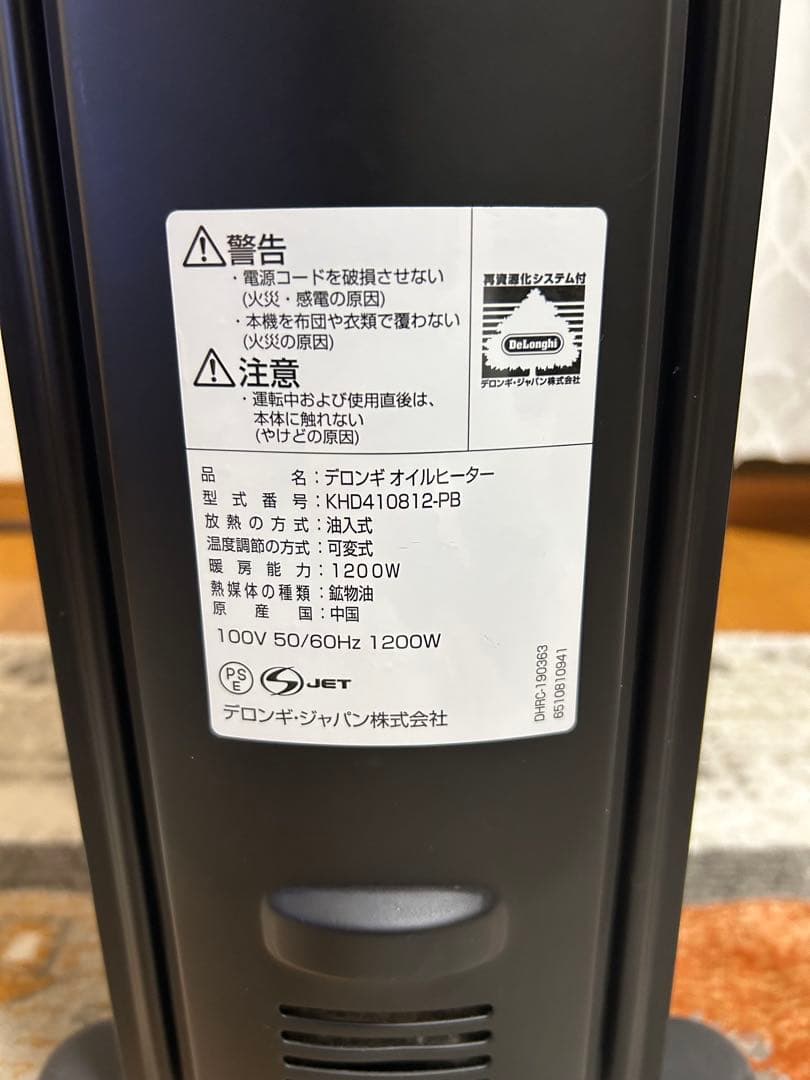 警告
・電源コードを破損させない
(火災・感電の原因)
・本機を布団や衣類で覆わない
(火災の原因)
注意
・運転中および使用直後は、
本体に触れない
(やけどの原因)
再資源化システム付
DeLonghi
デロンギ・ジャパン株式会社
品名:デロンギ オイルヒーター
型式番号:KHD410812-PB
放熱の方式:油入式
温度調節の方式:可変式
暖房能力:1200W
熱媒体の種類:鉱物油
原産国:中国
100V 50/60Hz 1200W
PS
E
S JET
デロンギ・ジャパン株式会社
DHRC-190363
6510810941